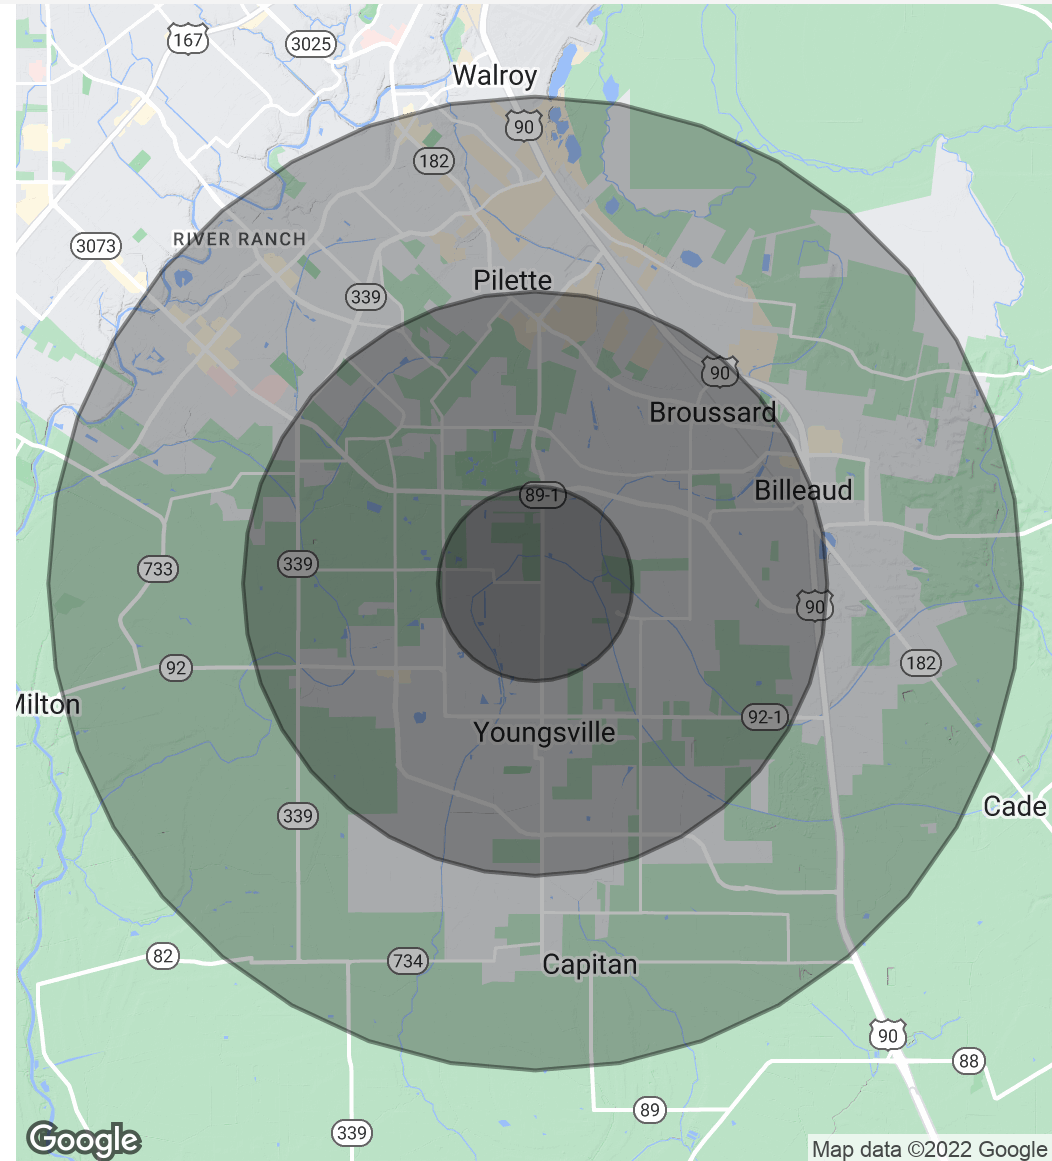 167
3025
Walroy
90
182
3073
RIVER RANCH
Pilette
339
90
Broussard
Billeaud
89-1
733
339
90
92
182
Milton
92-1
Youngsville
339
Cade
82
734
Capitan
90
88
89
339
Google
Map data ©2022 Google